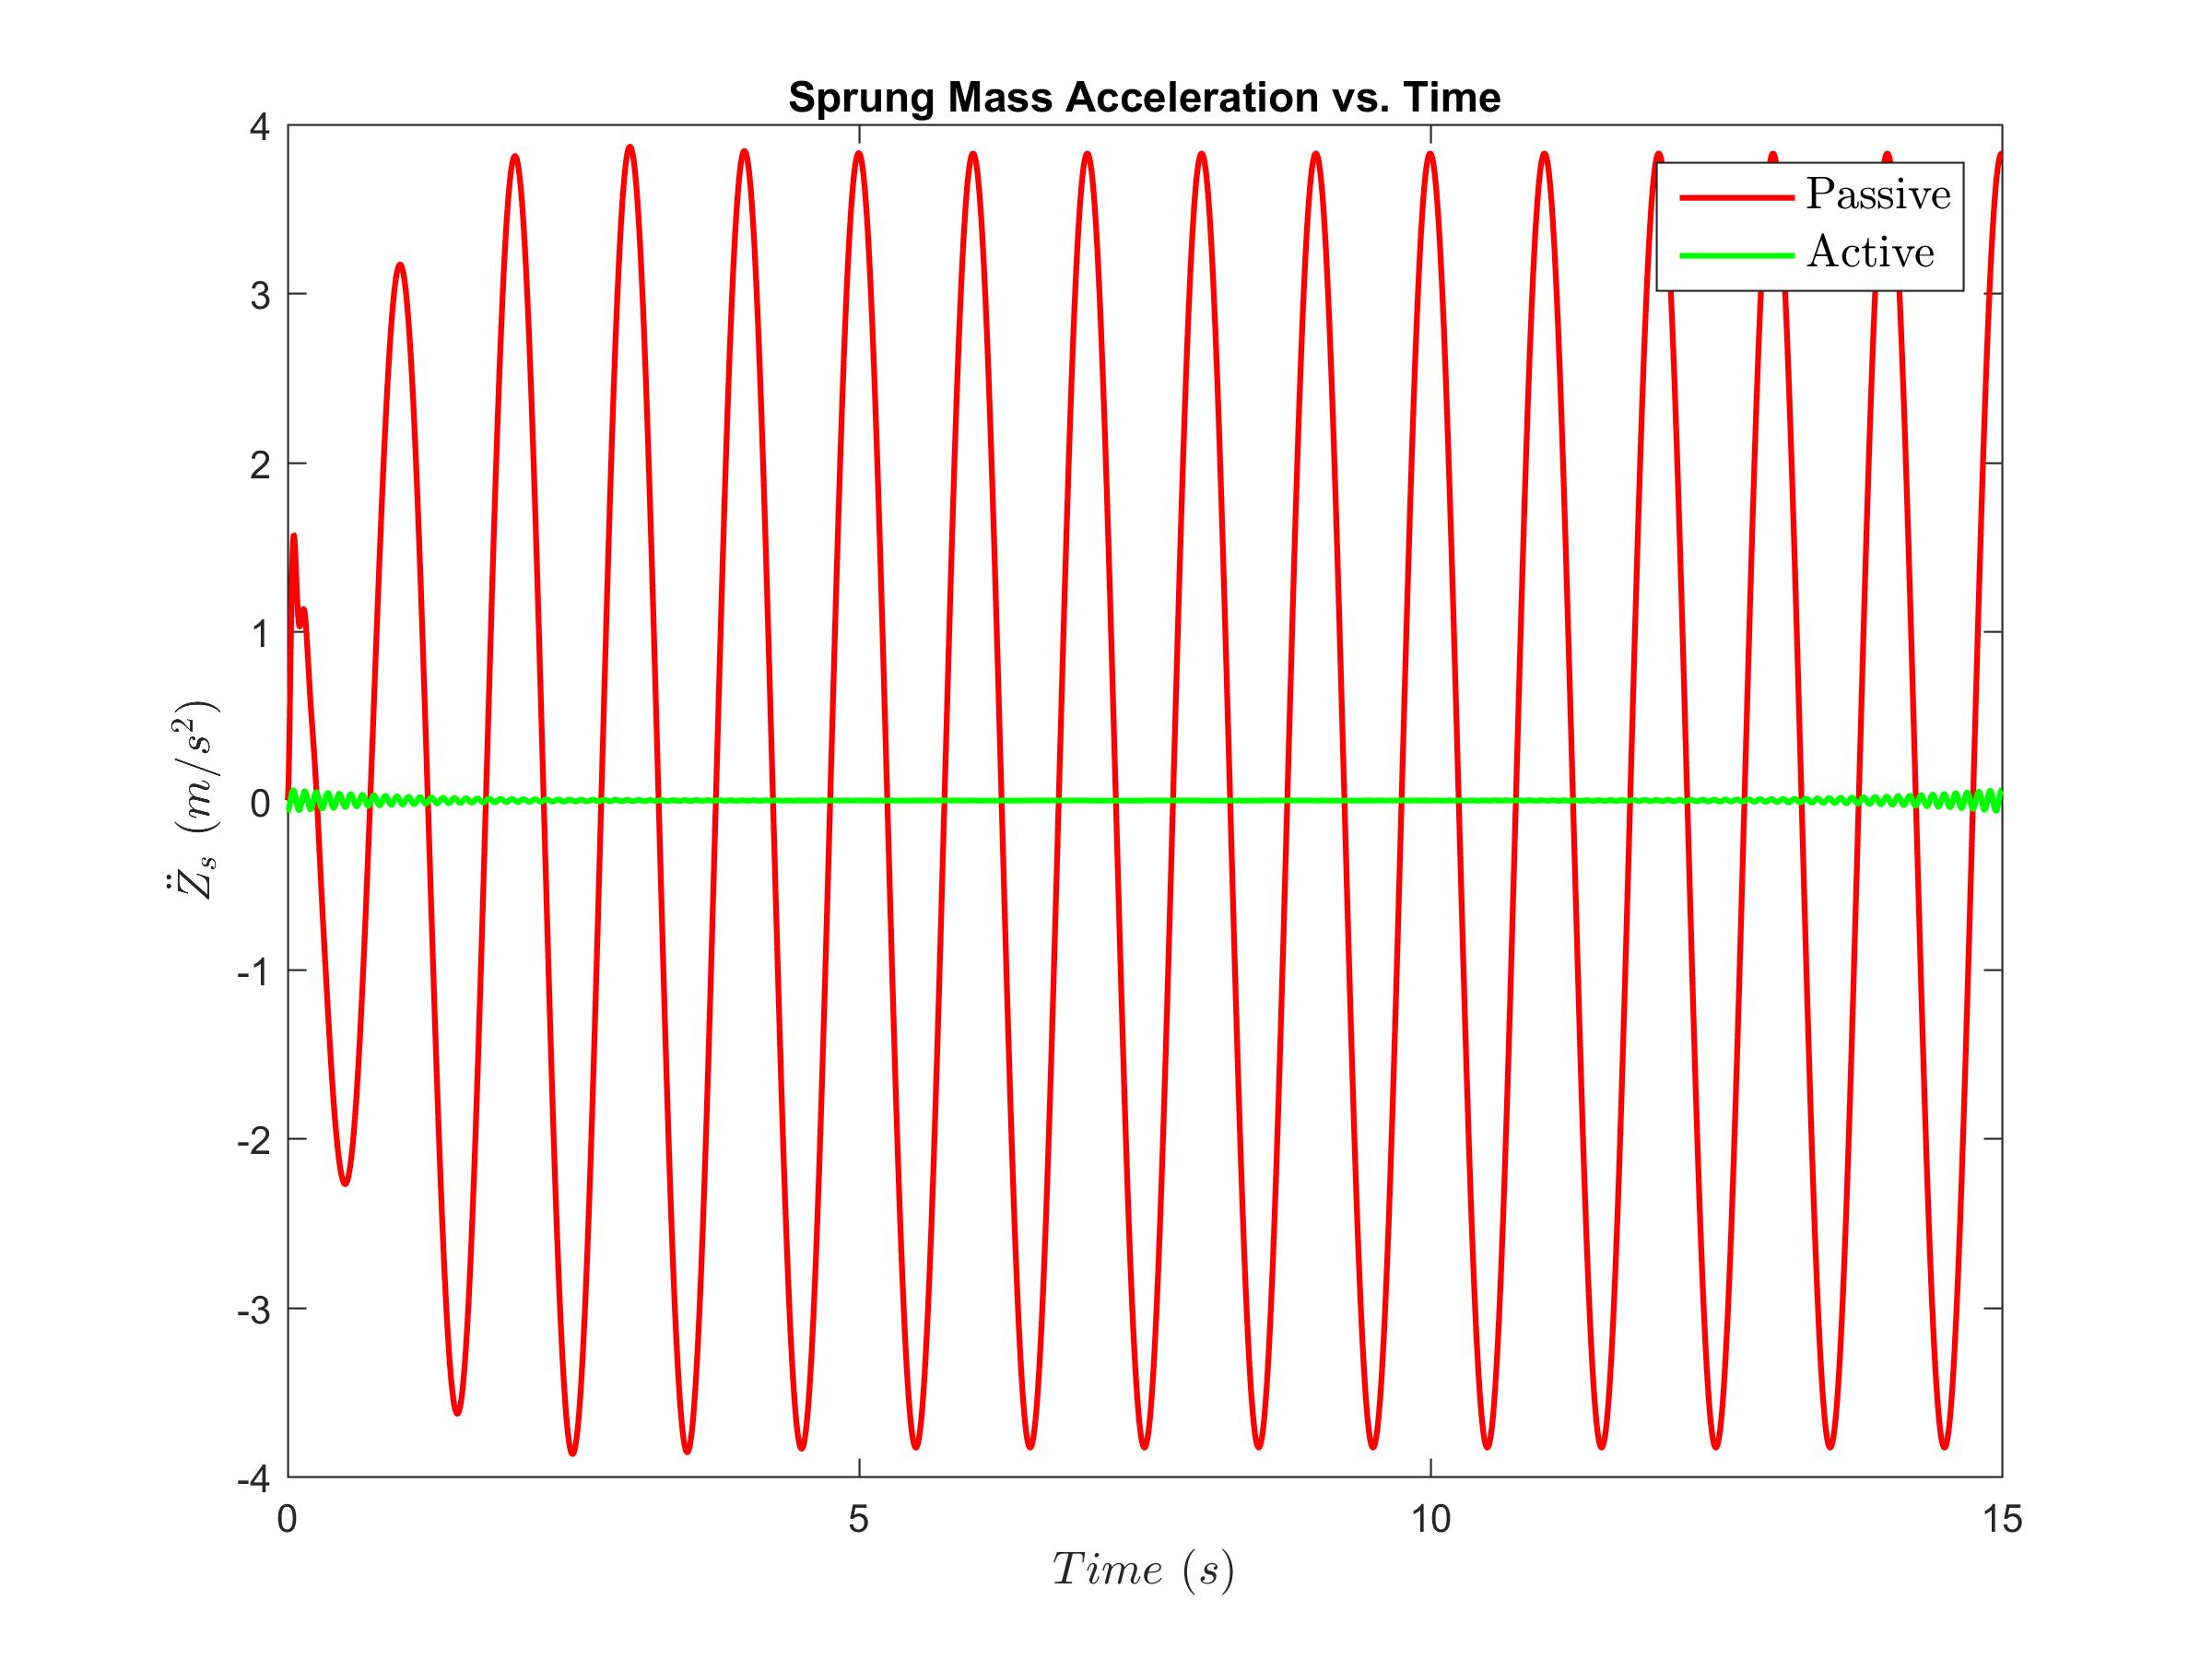 Sprung Mass Acceleration vs. Time
4
3
2
1
0
-1
-2
-3
-4
Z̈ₛ (m/s²)
Passive
Active
0 5 10 15
Time (s)